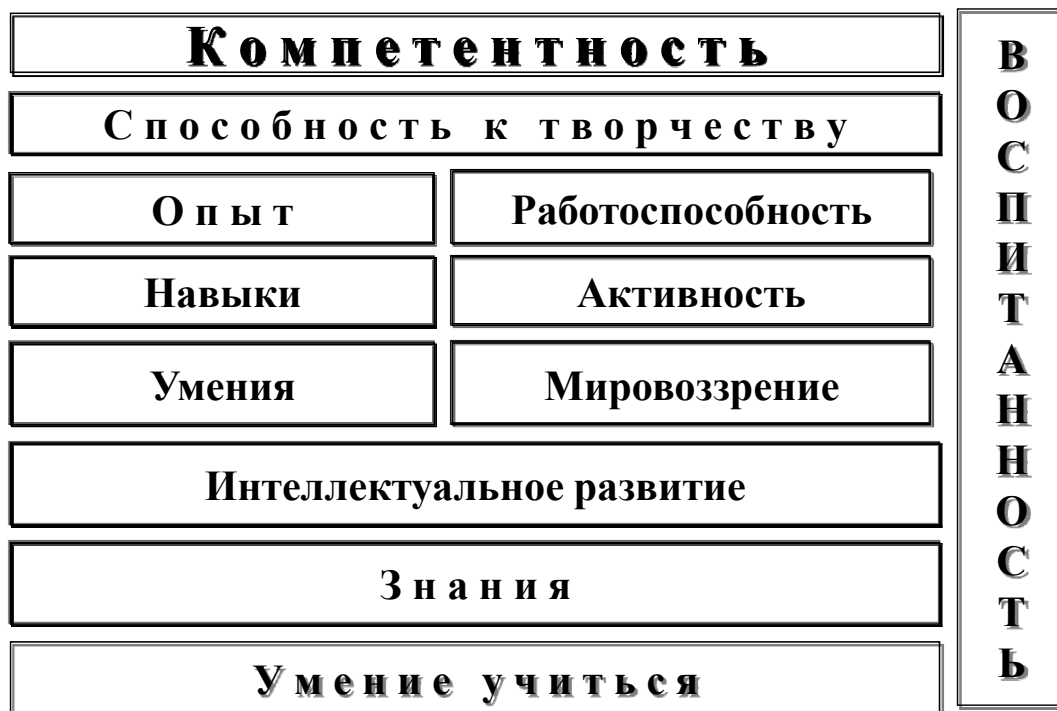 Компетентность
Способность к творчеству
Опыт
Работоспособность
Навыки
Активность
Умения
Мировоззрение
Интеллектуальное развитие
Знания
Умение учиться
ВОСПИТАННОСТЬ